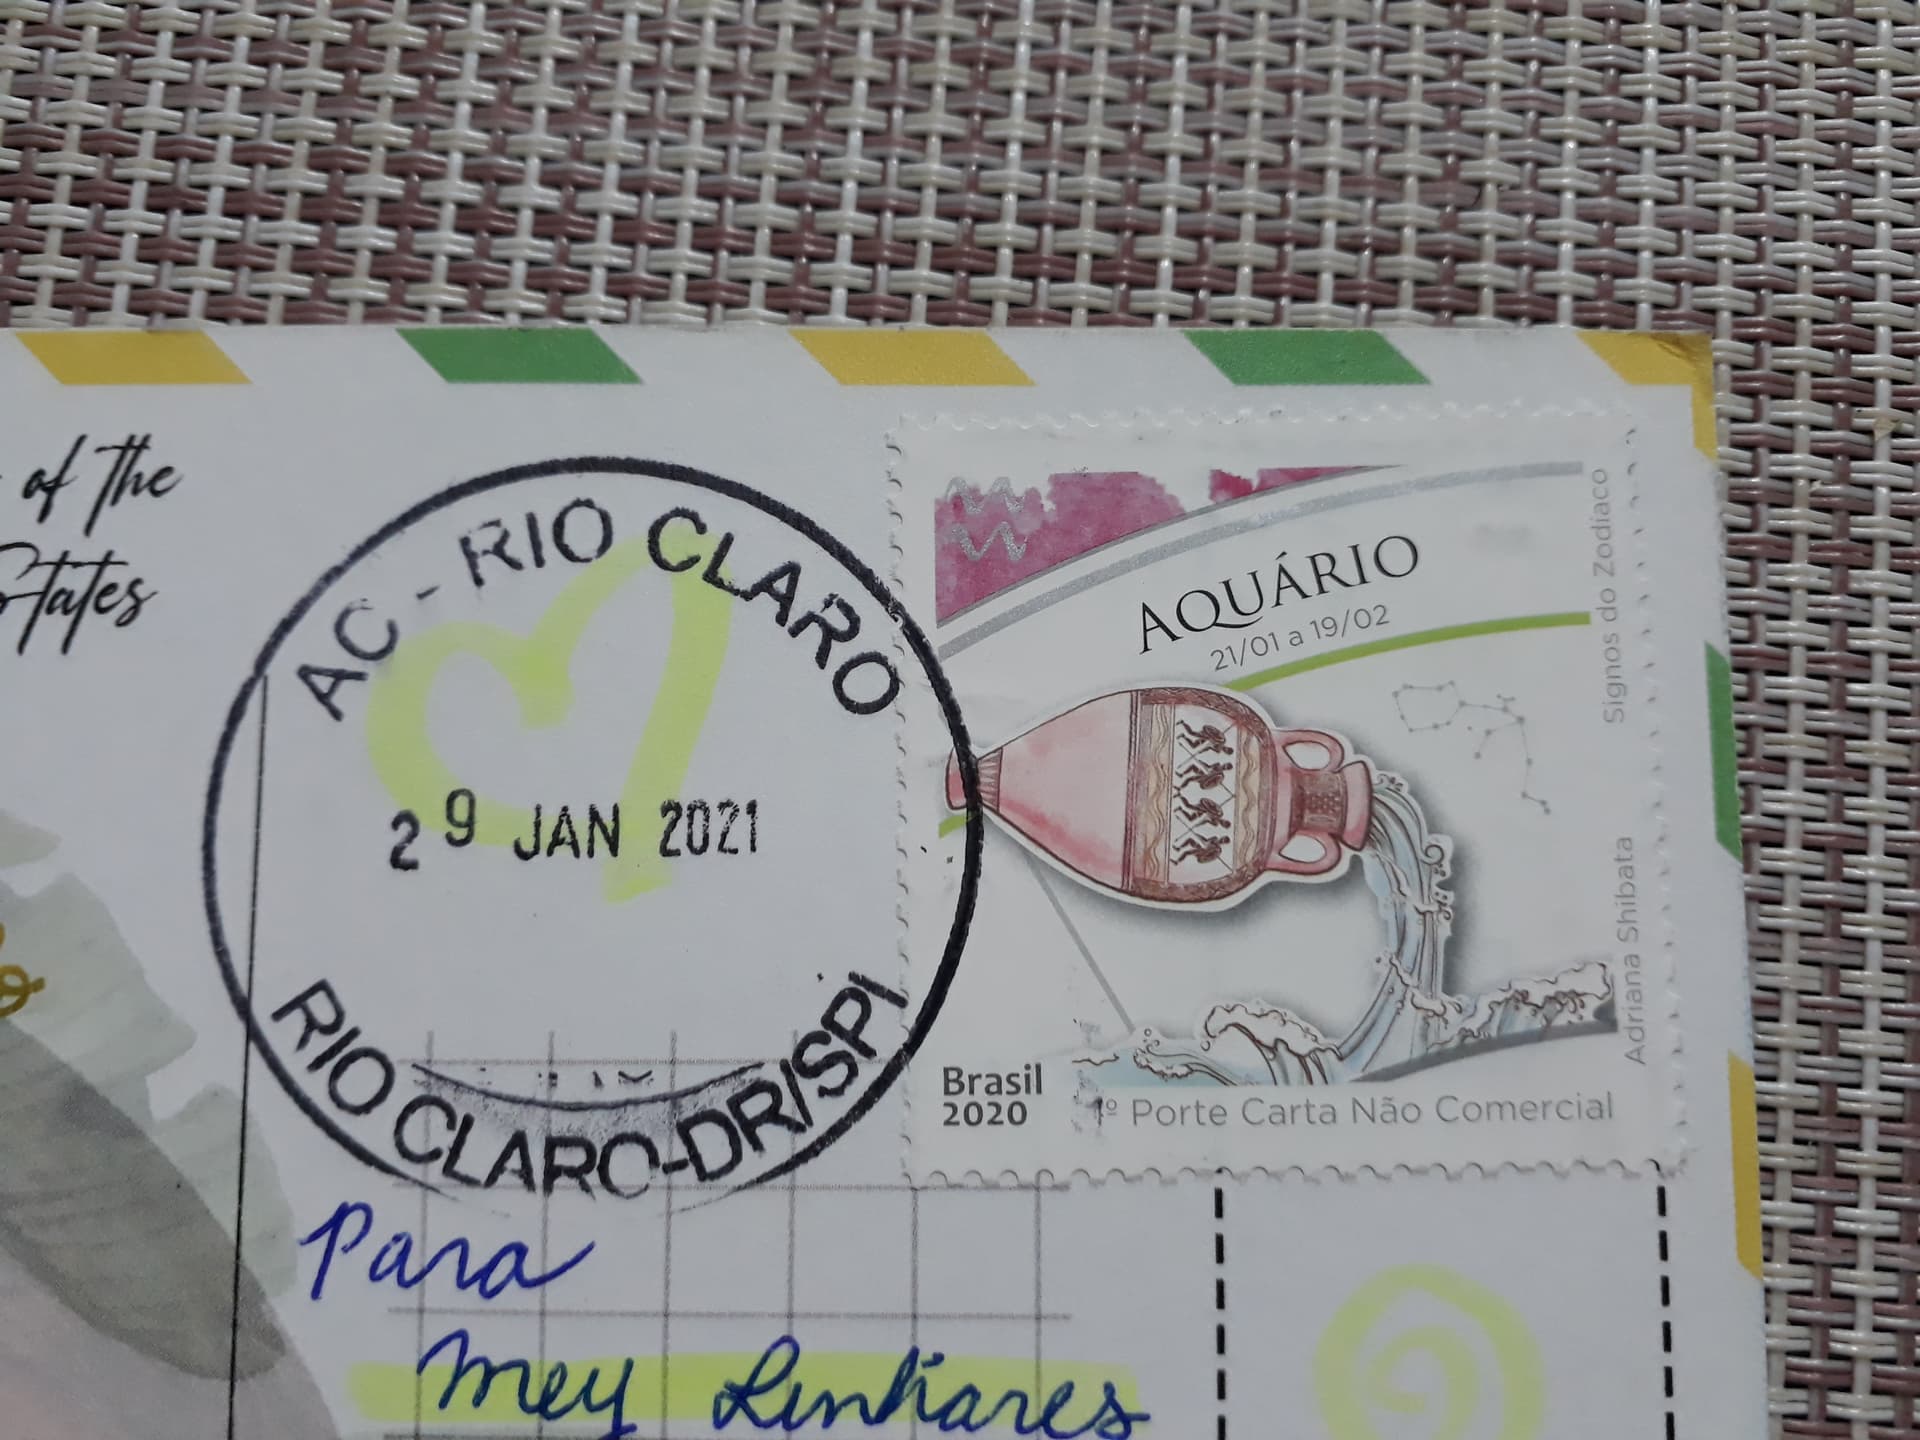 of the
States
AC - RIO CLARO
29 JAN 2021
RIO CLARO-DR/SPI
AQUÁRIO
21/01 a 19/02
Signos do Zodíaco
Adriana Shibata
Brasil
2020
1º Porte Carta Não Comercial
Para
Mey Linhares